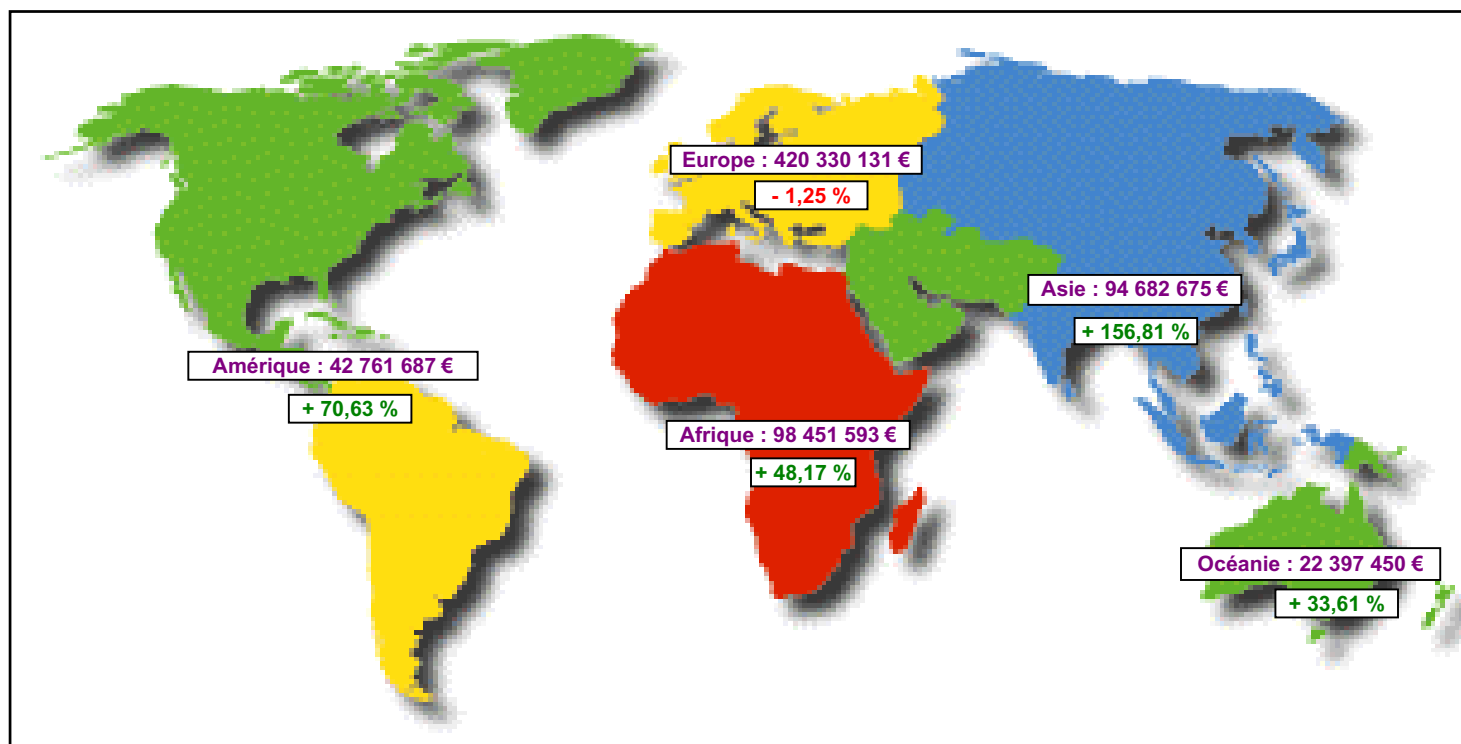 Europe : 420 330 131 €
- 1,25 %
Asie : 94 682 675 €
+ 156,81 %
Amérique : 42 761 687 €
+ 70,63 %
Afrique : 98 451 593 €
+ 48,17 %
Océanie : 22 397 450 €
+ 33,61 %